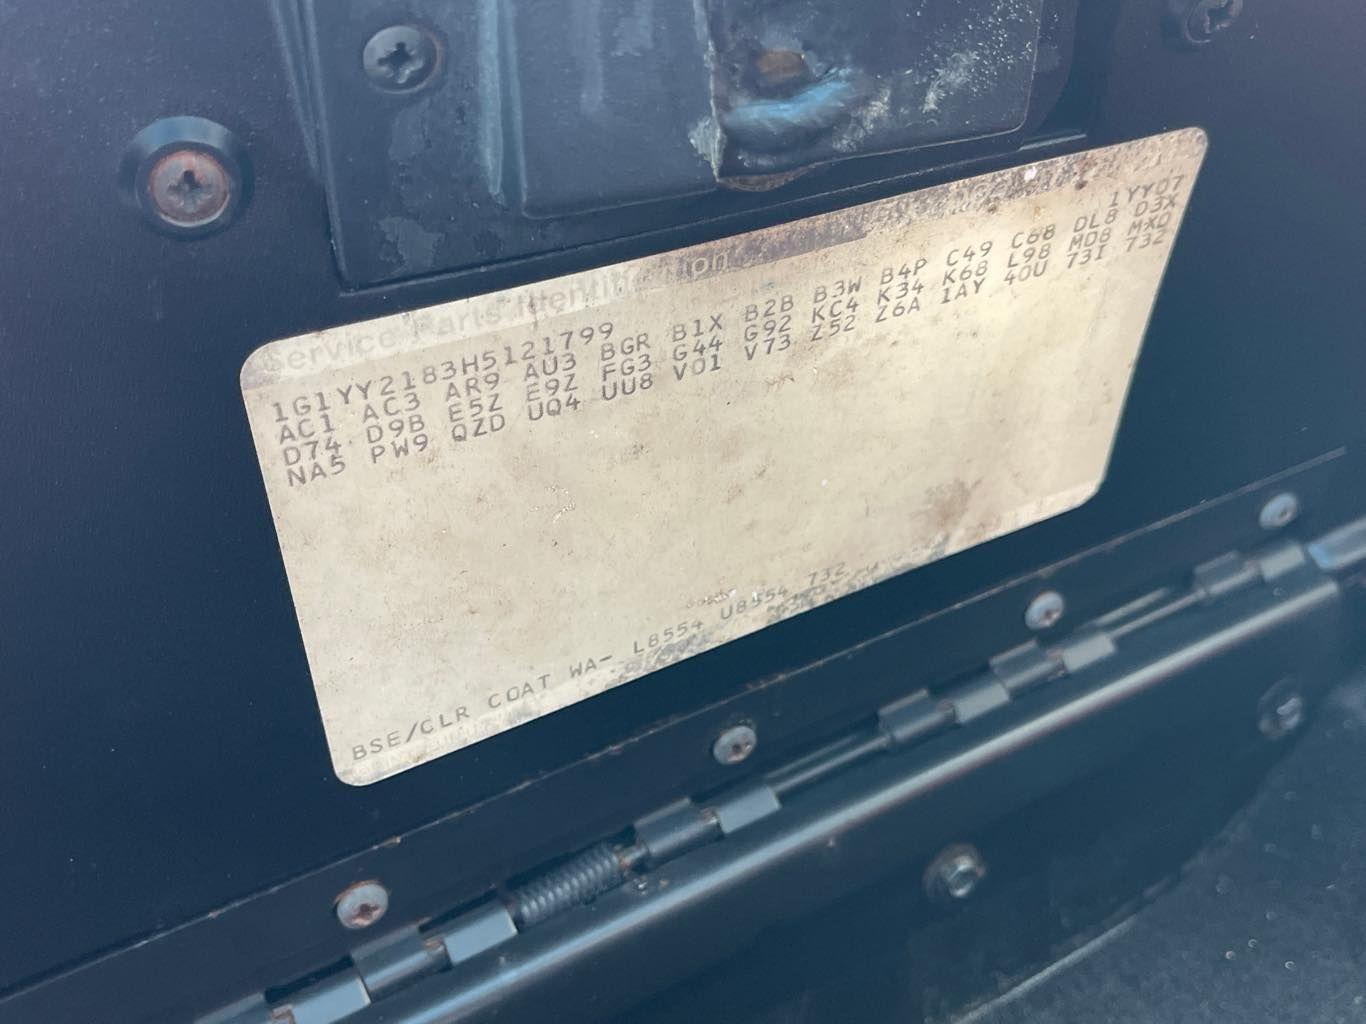 Service Parts Identification
1G1YY2183H5121799 1YY07
AC1 AC3 AR9 AU3 BGR B1X B2B B3W B4P C49 C68 DL8 D3X
D74 D9B E5Z E9Z FG3 G44 G92 KC4 K34 K68 L98 MD8 MXO
NA5 PW9 QZD UQ4 UU8 V01 V73 Z52 Z6A 1AY 40U 73I 732
BSE/CLR COAT WA- L8554 U8554 732